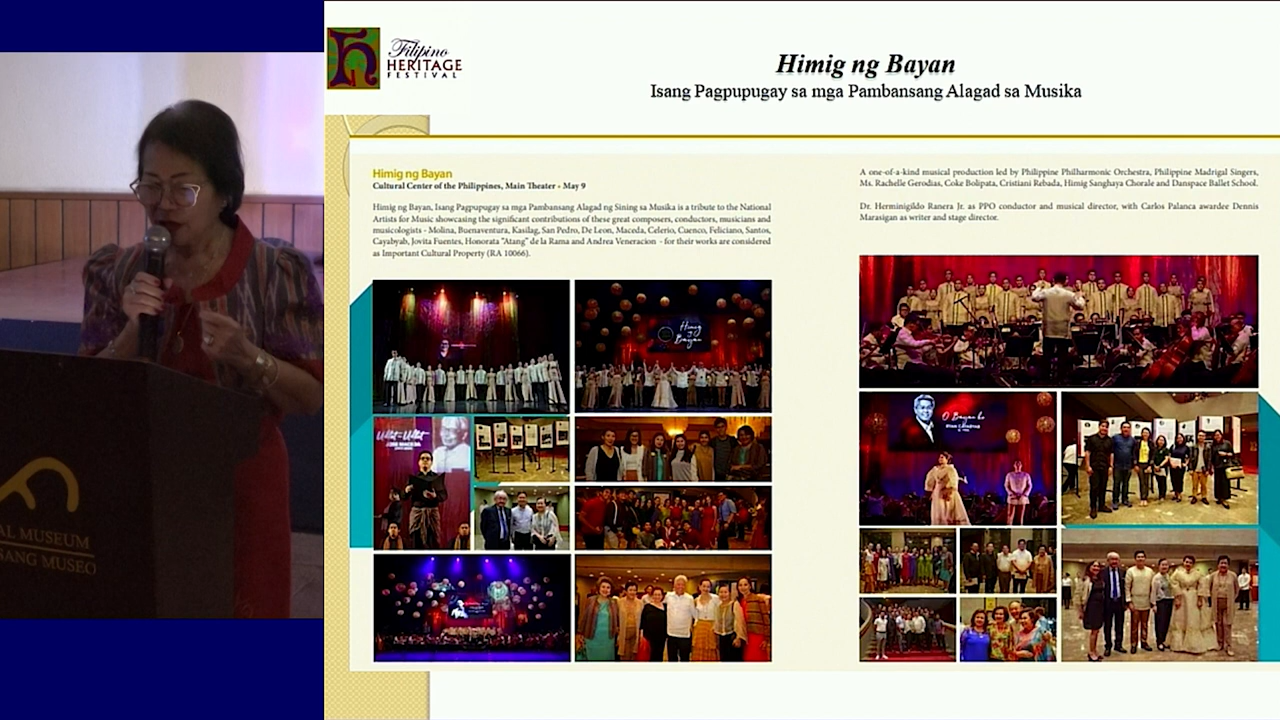 Filipino
HERITAGE
FESTIVAL
Himig ng Bayan
Isang Pagpupugay sa mga Pambansang Alagad sa Musika
Himig ng Bayan
Cultural Center of the Philippines, Main Theater • May 9
Himig ng Bayan, Isang Pagpupugay sa mga Pambansang Alagad ng Sining sa Musika is a tribute to the National
Artists for Music showcasing the significant contributions of these great composers, conductors, musicians and
musicologists - Molina, Buenaventura, Kasilag, San Pedro, De Leon, Maceda, Celerio, Cuenco, Feliciano, Santos,
Cayabyab, Jovita Fuentes, Honorata "Atang" de la Rama and Andrea Veneracion - for their works are considered
as Important Cultural Property (RA 10066).
A one-of-a-kind musical production led by Philippine Philharmonic Orchestra, Philippine Madrigal Singers,
Ms. Rachelle Gerodias, Coke Bolipata, Cristiani Rebada, Himig Sanghaya Chorale and Danspace Ballet School.
Dr. Herminigildo Ranera Jr. as PPO conductor and musical director, with Carlos Palanca awardee Dennis
Marasigan as writer and stage director.
Himig
ng
Bayan
Udlot-Udlot
O Bayan ko
AL MUSEUM
SANG MUSEO